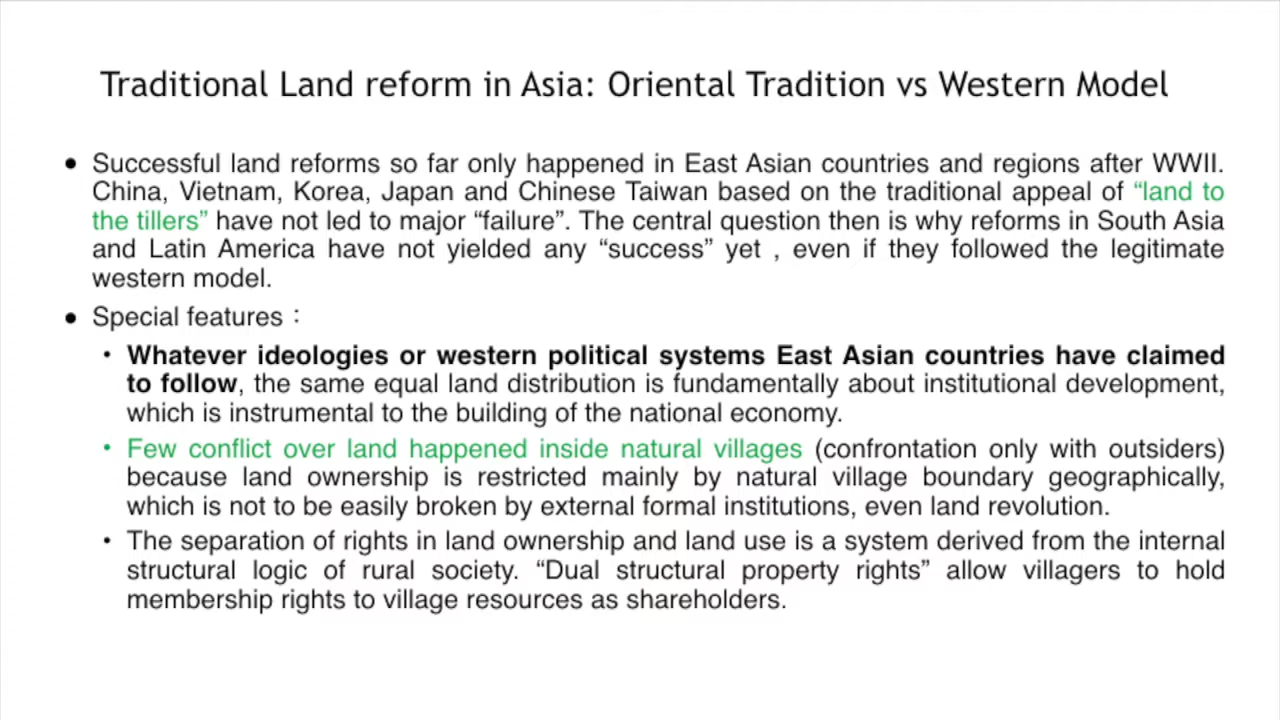 Traditional Land reform in Asia: Oriental Tradition vs Western Model
● Successful land reforms so far only happened in East Asian countries and regions after WWII.
China, Vietnam, Korea, Japan and Chinese Taiwan based on the traditional appeal of “land to
the tillers” have not led to major “failure”. The central question then is why reforms in South Asia
and Latin America have not yielded any “success” yet , even if they followed the legitimate
western model.
● Special features：
• Whatever ideologies or western political systems East Asian countries have claimed
to follow, the same equal land distribution is fundamentally about institutional development,
which is instrumental to the building of the national economy.
• Few conflict over land happened inside natural villages (confrontation only with outsiders)
because land ownership is restricted mainly by natural village boundary geographically,
which is not to be easily broken by external formal institutions, even land revolution.
• The separation of rights in land ownership and land use is a system derived from the internal
structural logic of rural society. “Dual structural property rights” allow villagers to hold
membership rights to village resources as shareholders.